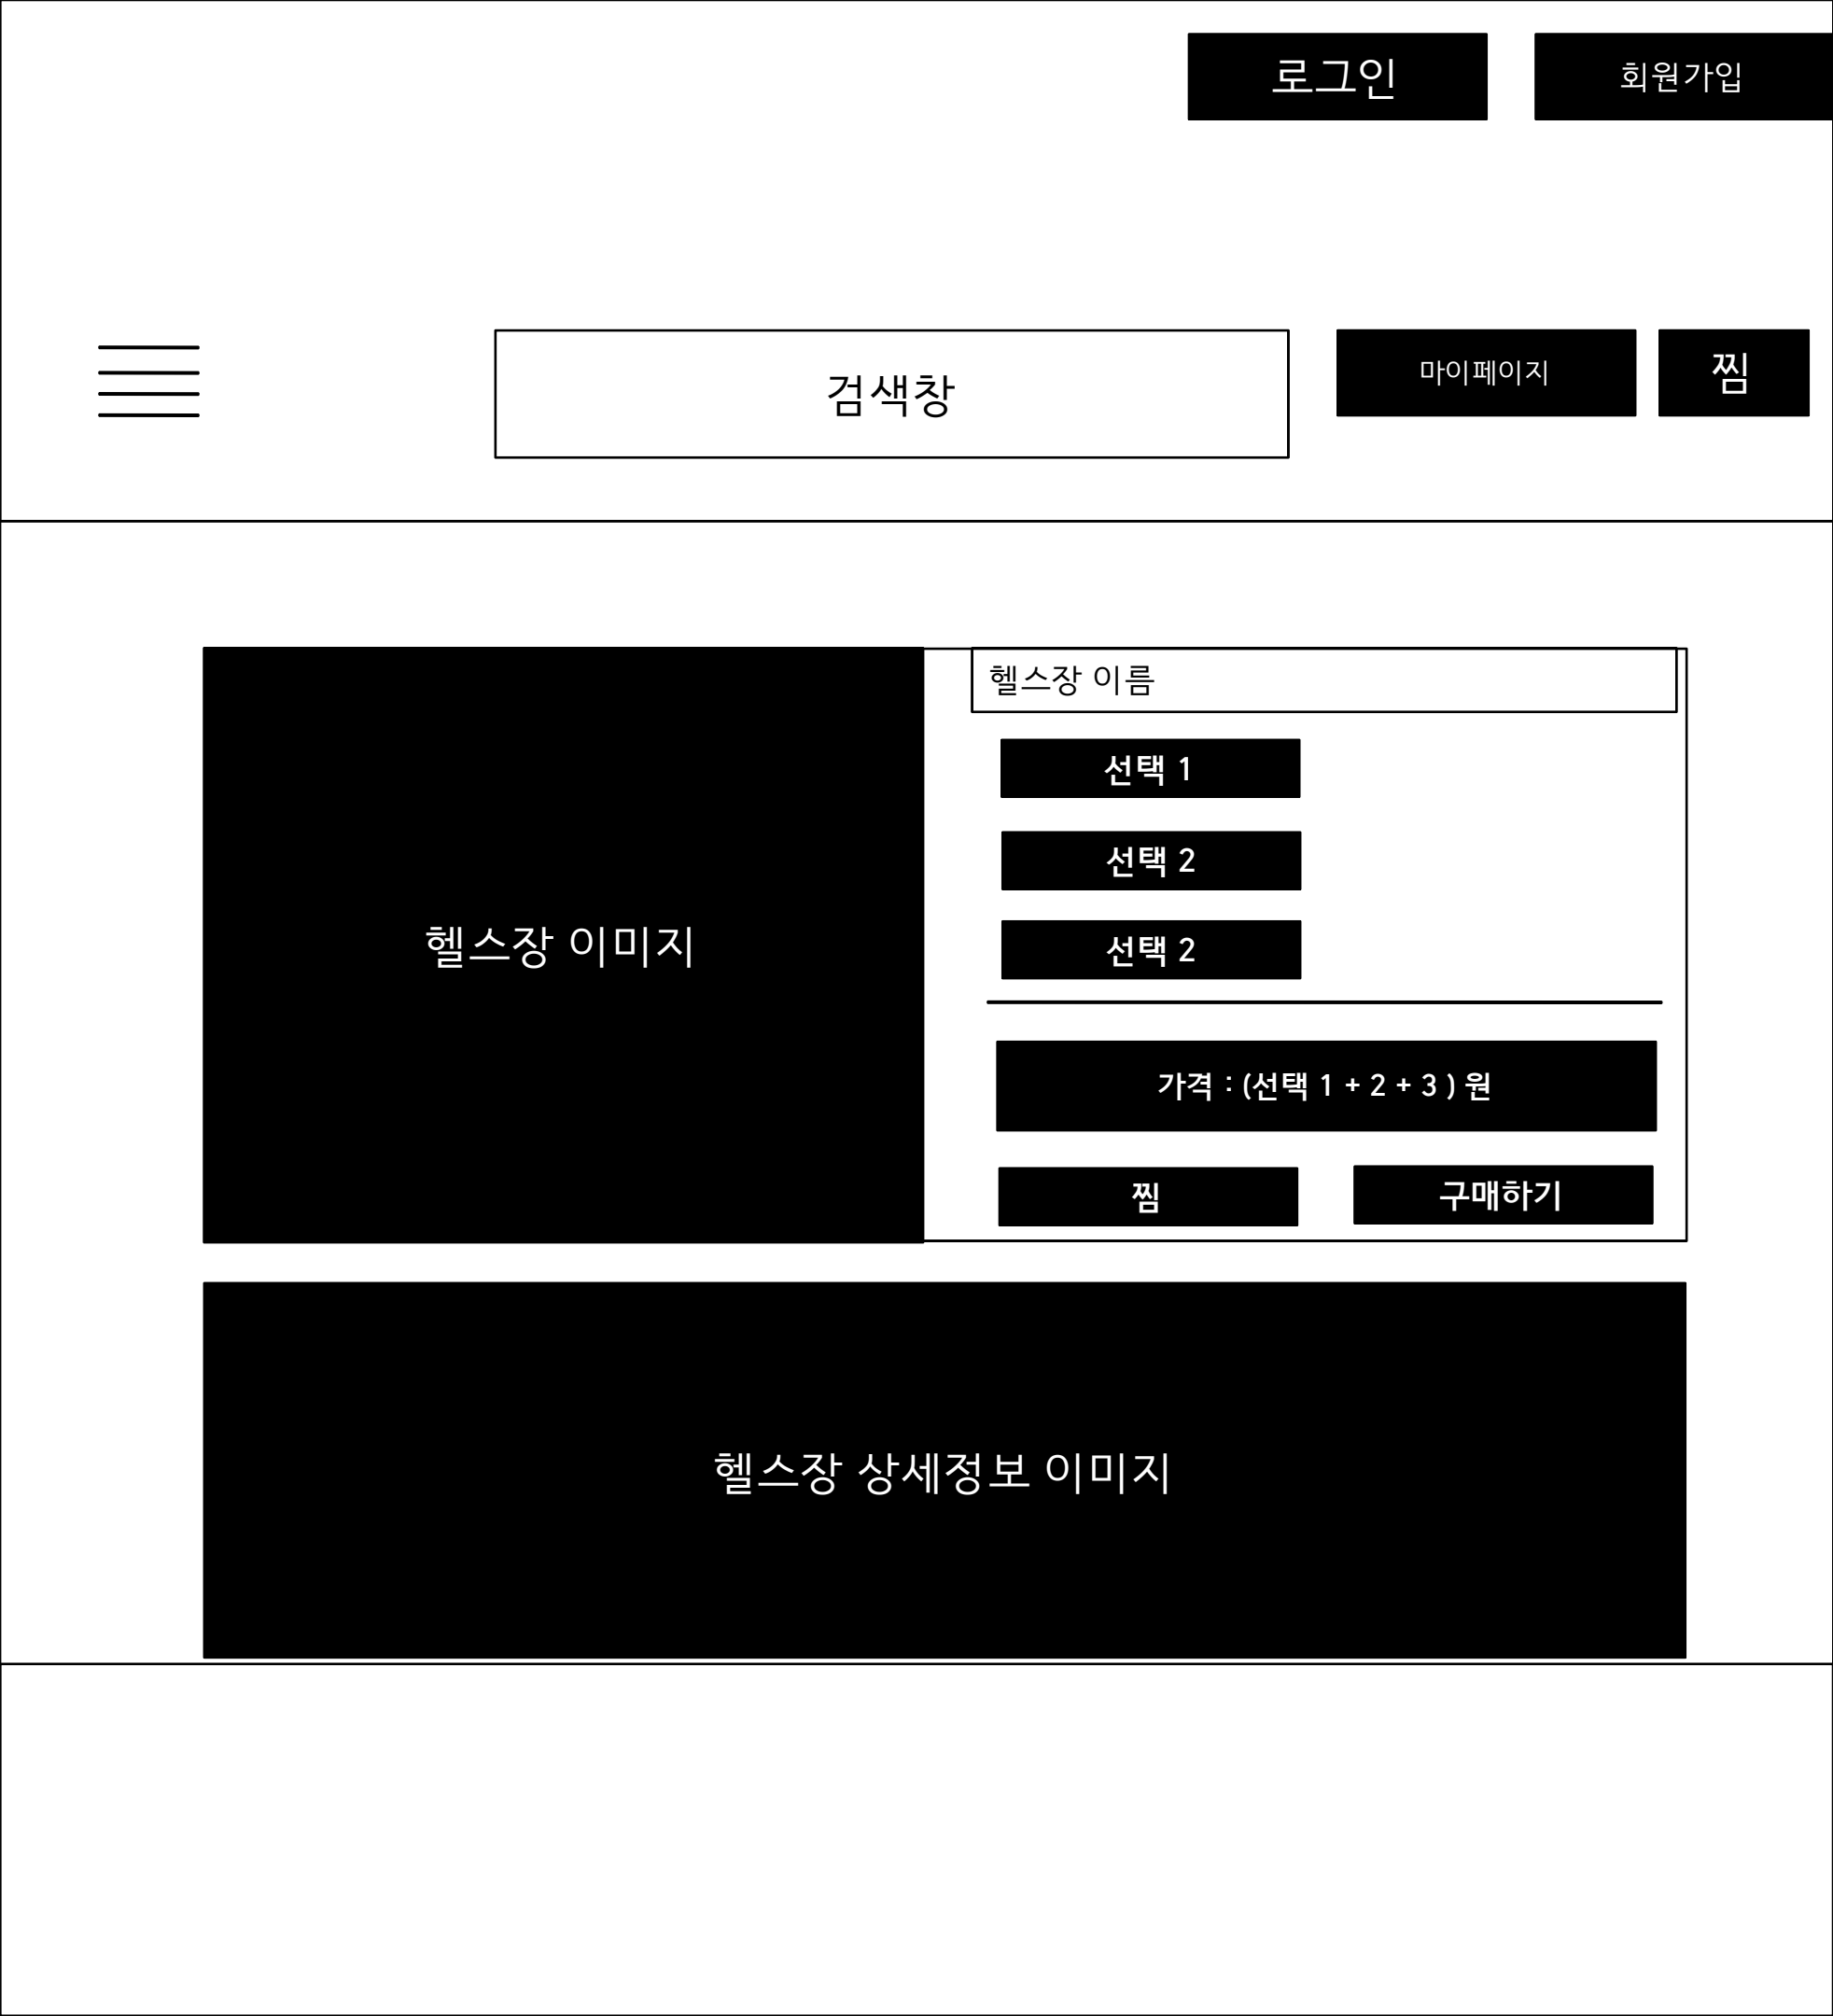 로그인
회원가입
검색창
마이페이지
찜
헬스장 이미지
헬스장 이름
선택 1
선택 2
선택 2
가격 : (선택 1 + 2 + 3 ) 원
찜
구매하기
헬스장 상세정보 이미지